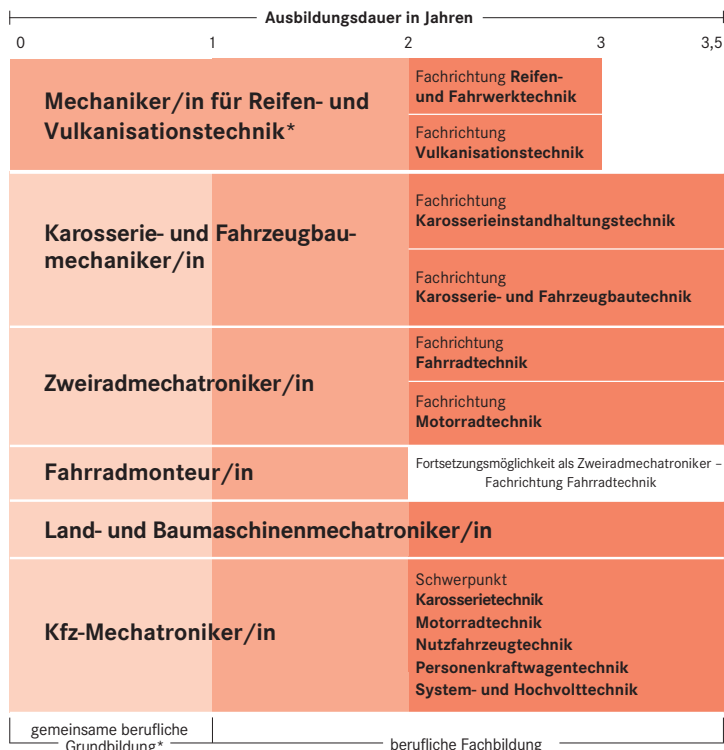 Ausbildungsdauer in Jahren
0 1 2 3 3,5
Mechaniker/in für Reifen- und
Vulkanisationstechnik*
Fachrichtung Reifen-
und Fahrwerktechnik
Fachrichtung
Vulkanisationstechnik
Karosserie- und Fahrzeugbau-
mechaniker/in
Fachrichtung
Karosserieinstandhaltungstechnik
Fachrichtung
Karosserie- und Fahrzeugbautechnik
Zweiradmechatroniker/in
Fachrichtung
Fahrradtechnik
Fachrichtung
Motorradtechnik
Fahrradmonteur/in
Fortsetzungsmöglichkeit als Zweiradmechatroniker –
Fachrichtung Fahrradtechnik
Land- und Baumaschinenmechatroniker/in
Kfz-Mechatroniker/in
Schwerpunkt
Karosserietechnik
Motorradtechnik
Nutzfahrzeugtechnik
Personenkraftwagentechnik
System- und Hochvolttechnik
gemeinsame berufliche
Grundbildung*
berufliche Fachbildung